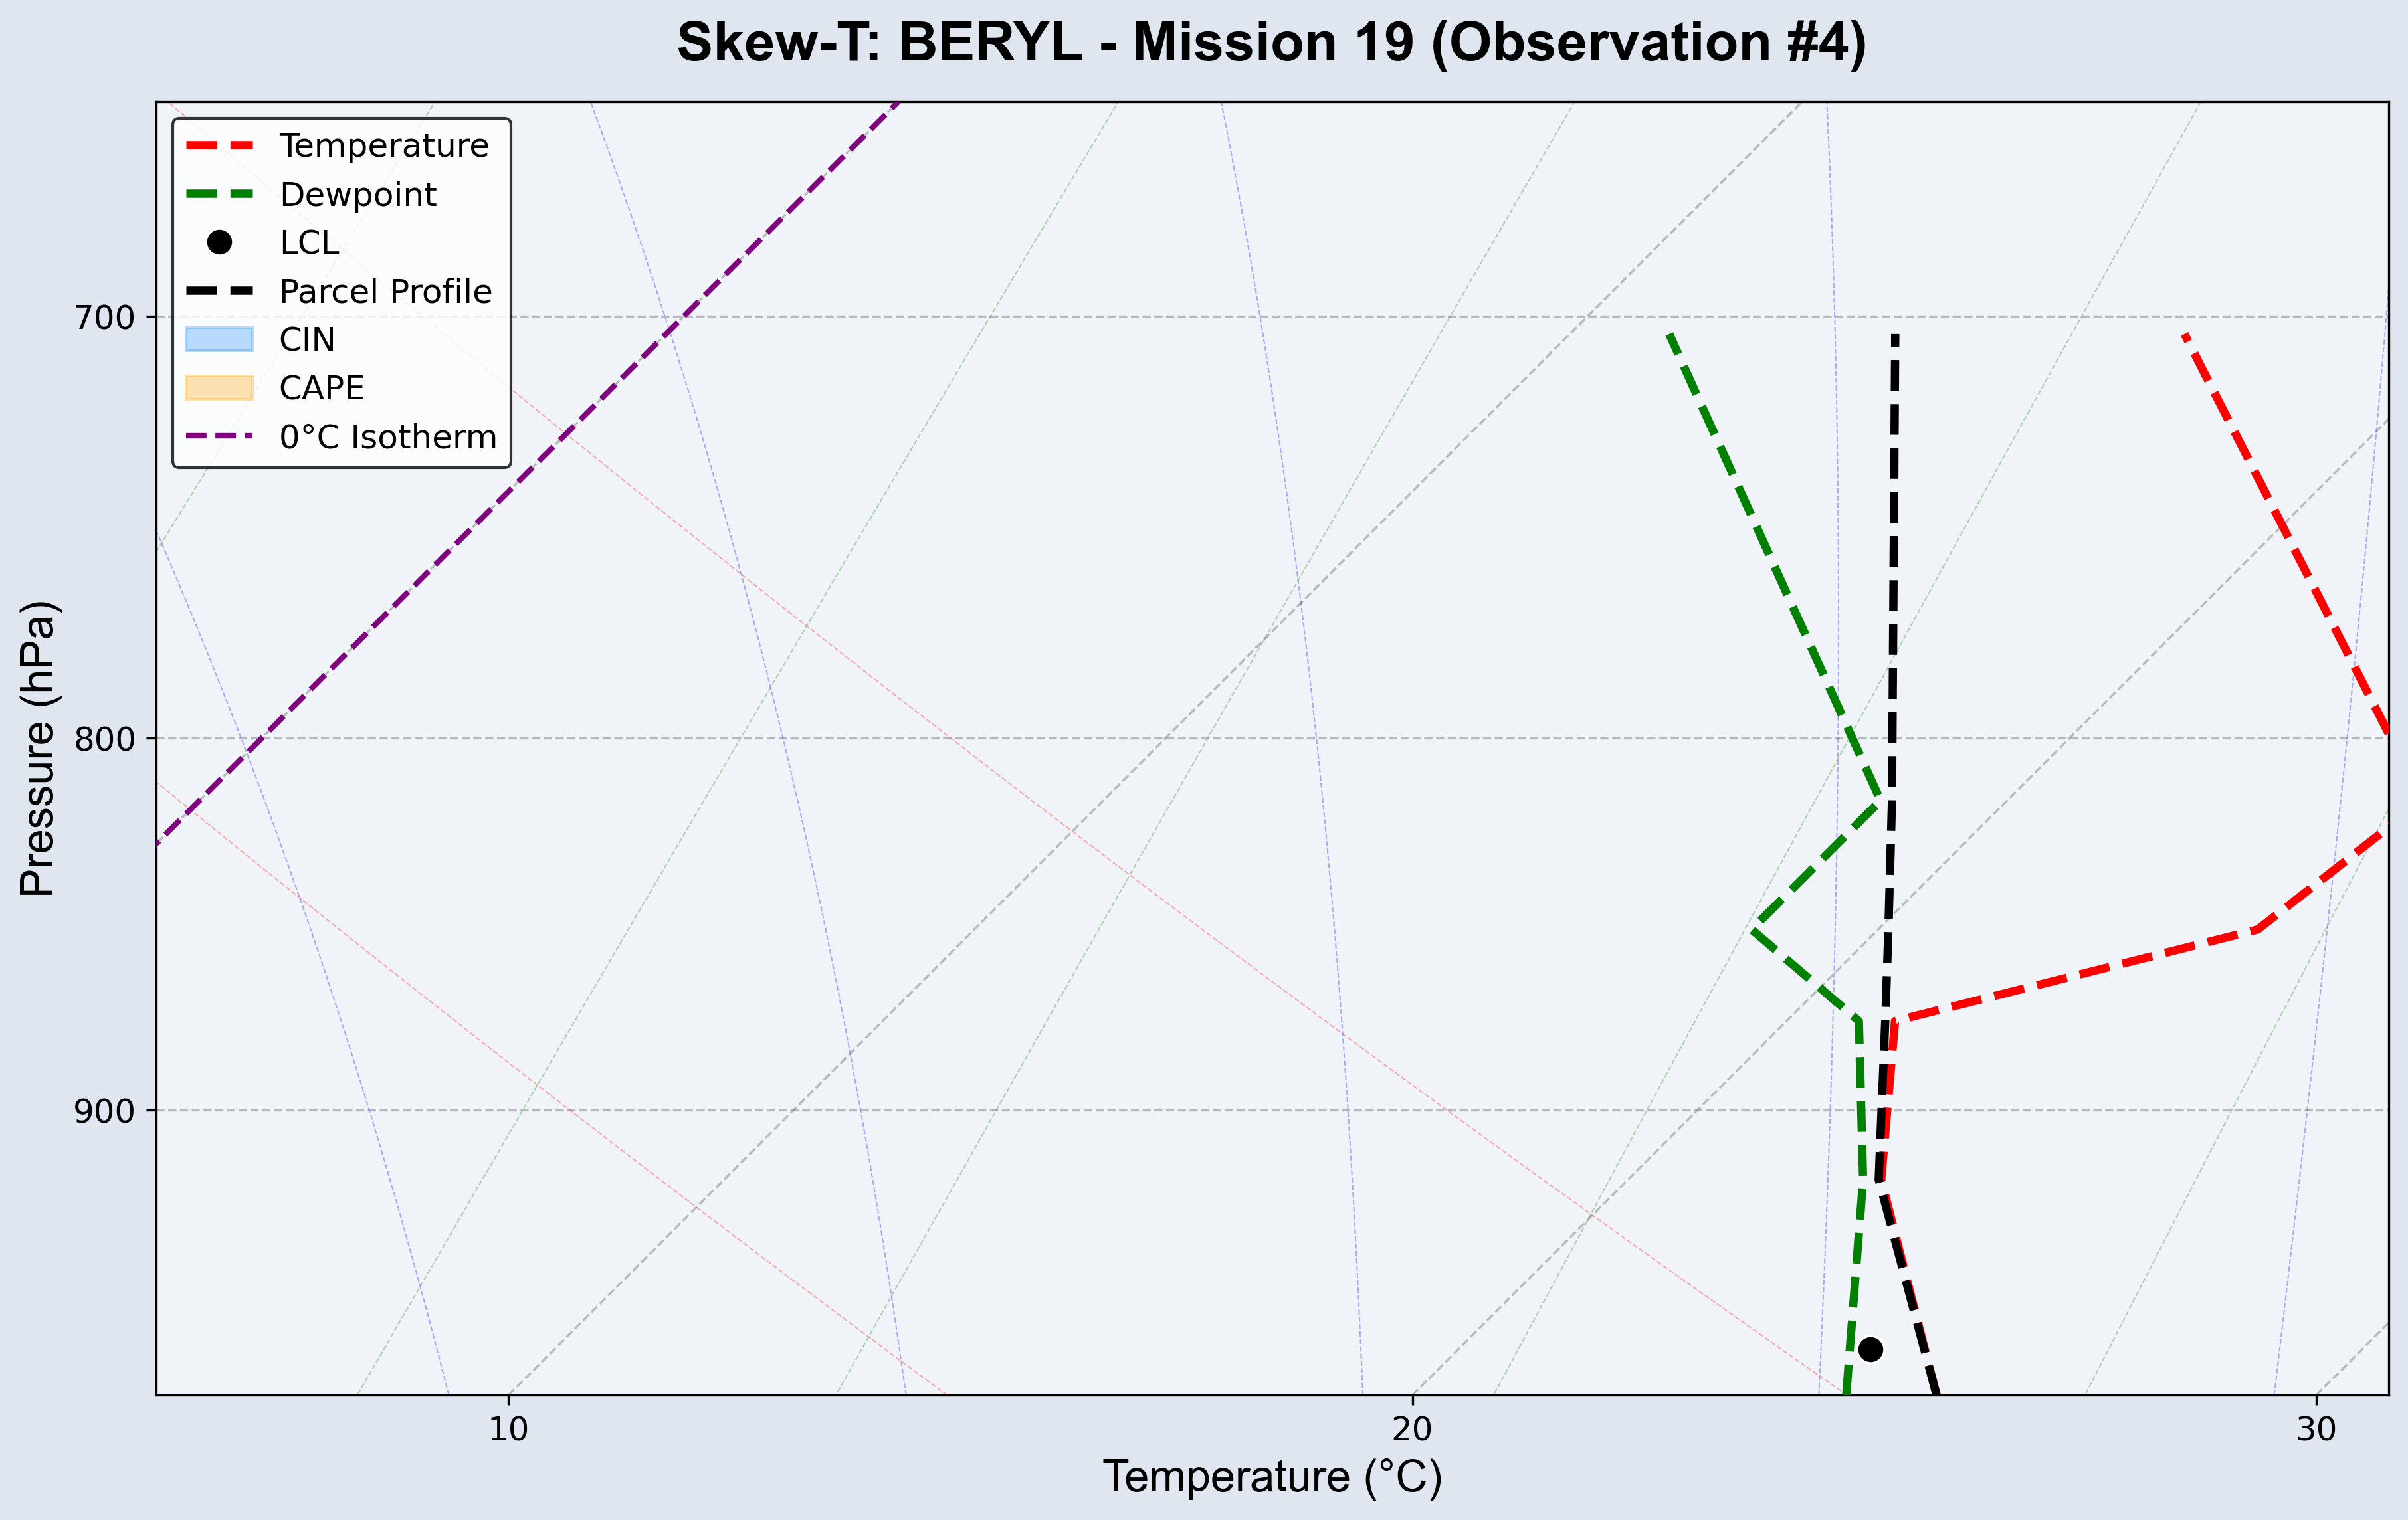 Skew-T: BERYL - Mission 19 (Observation #4)
Temperature
Dewpoint
LCL
Parcel Profile
CIN
CAPE
0°C Isotherm
Pressure (hPa)
700
800
900
10
20
30
Temperature (°C)